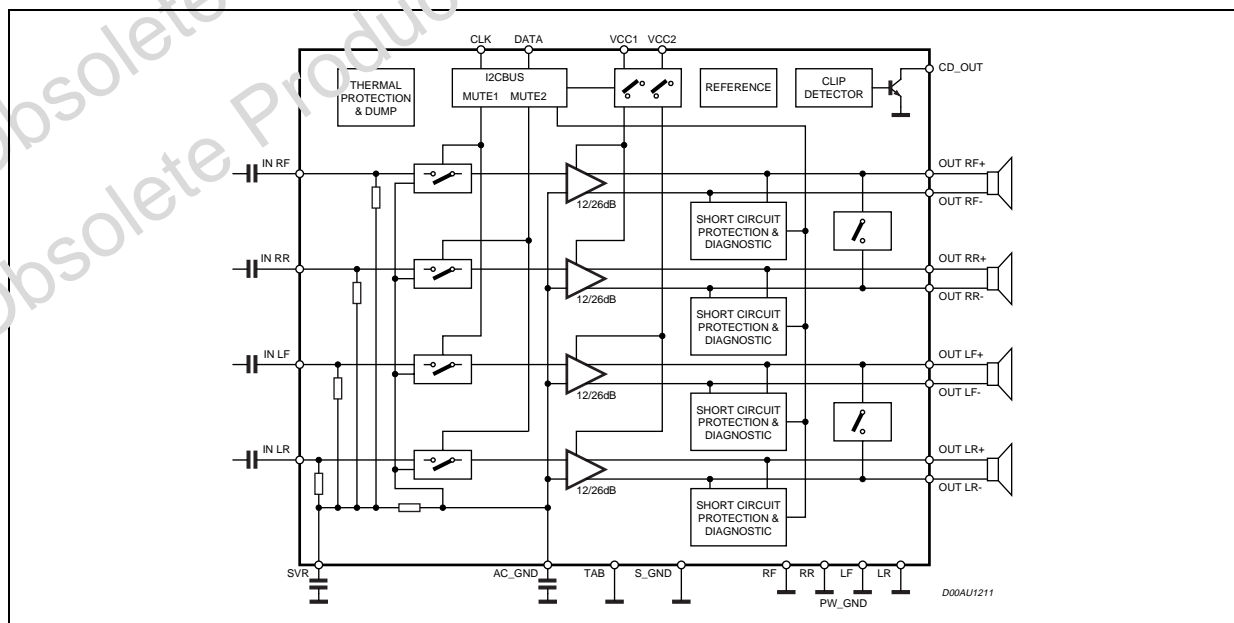 Obsolete
Obsolete Produc
CLK DATA VCC1 VCC2
CD_OUT
THERMAL
PROTECTION
& DUMP
I2CBUS
MUTE1 MUTE2
REFERENCE
CLIP
DETECTOR
IN RF
12/26dB
SHORT CIRCUIT
PROTECTION &
DIAGNOSTIC
OUT RF+
OUT RF-
IN RR
12/26dB
SHORT CIRCUIT
PROTECTION &
DIAGNOSTIC
OUT RR+
OUT RR-
IN LF
12/26dB
SHORT CIRCUIT
PROTECTION &
DIAGNOSTIC
OUT LF+
OUT LF-
IN LR
12/26dB
SHORT CIRCUIT
PROTECTION &
DIAGNOSTIC
OUT LR+
OUT LR-
SVR AC_GND TAB S_GND RF RR LF LR
PW_GND
D00AU1211